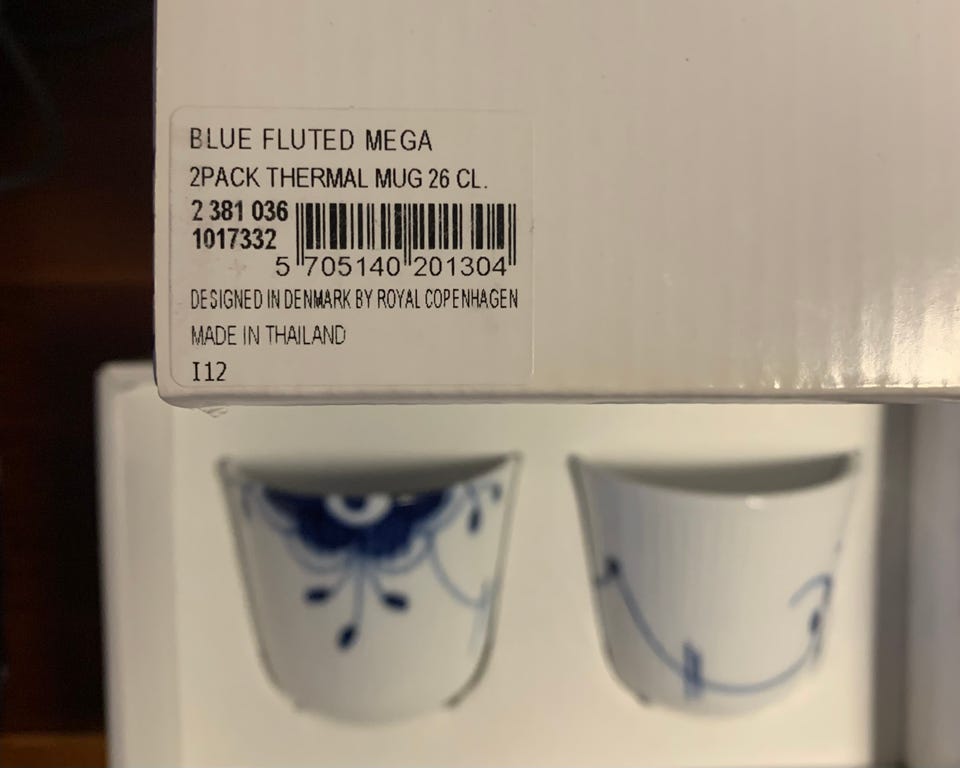 BLUE FLUTED MEGA
2PACK THERMAL MUG 26 CL.
2 381 036
1017332
5 705140 201304
DESIGNED IN DENMARK BY ROYAL COPENHAGEN
MADE IN THAILAND
I12